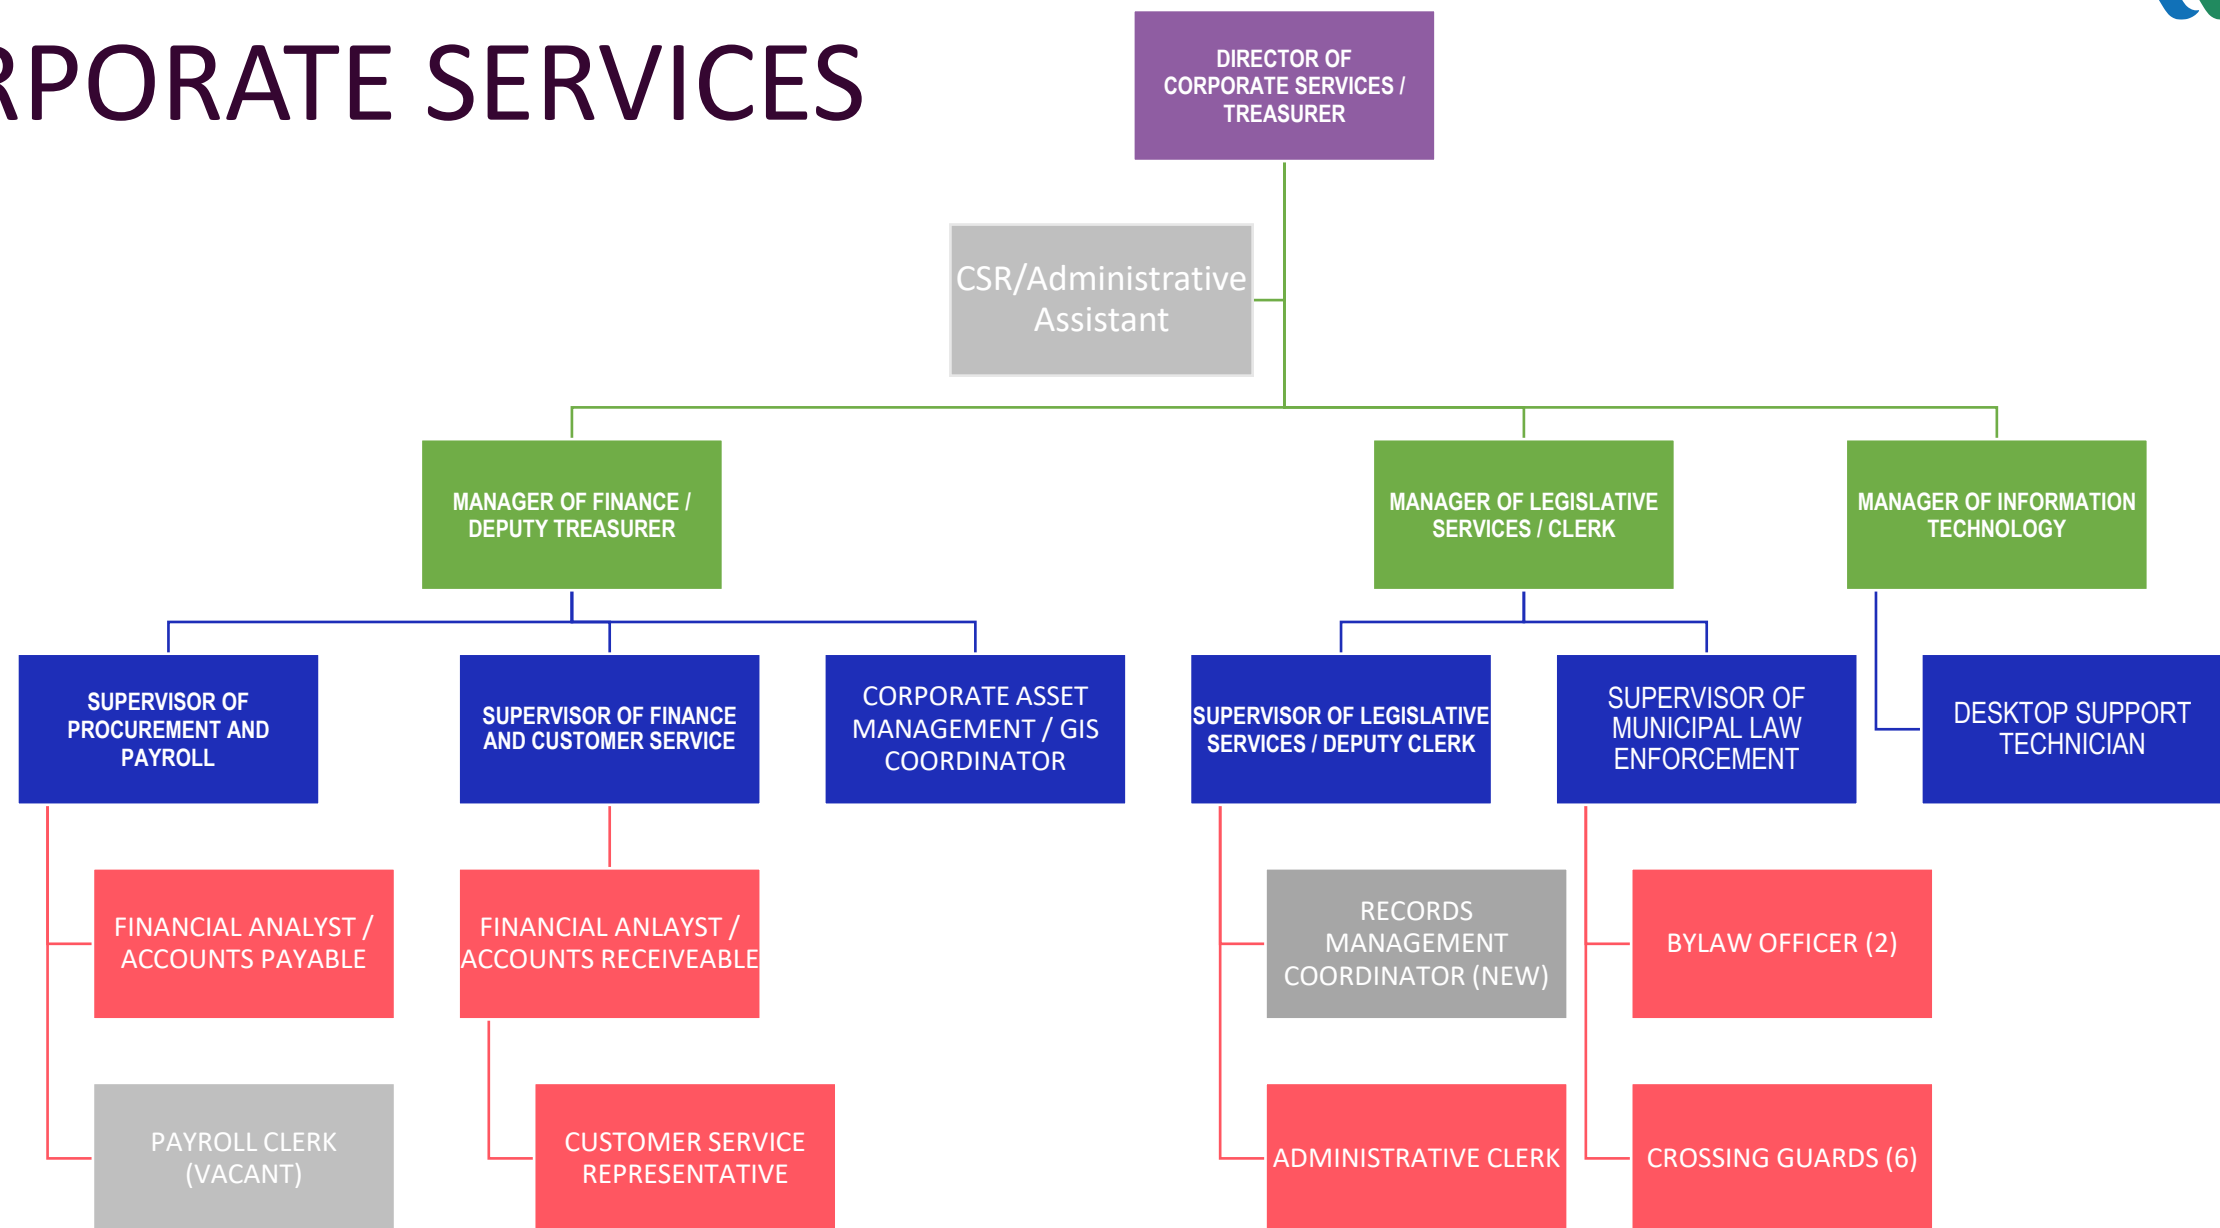 RPORATE SERVICES
DIRECTOR OF
CORPORATE SERVICES /
TREASURER
CSR/Administrative
Assistant
MANAGER OF FINANCE /
DEPUTY TREASURER
MANAGER OF LEGISLATIVE
SERVICES / CLERK
MANAGER OF INFORMATION
TECHNOLOGY
SUPERVISOR OF
PROCUREMENT AND
PAYROLL
SUPERVISOR OF FINANCE
AND CUSTOMER SERVICE
CORPORATE ASSET
MANAGEMENT / GIS
COORDINATOR
SUPERVISOR OF LEGISLATIVE
SERVICES / DEPUTY CLERK
SUPERVISOR OF
MUNICIPAL LAW
ENFORCEMENT
DESKTOP SUPPORT
TECHNICIAN
FINANCIAL ANALYST /
ACCOUNTS PAYABLE
FINANCIAL ANLAYST /
ACCOUNTS RECEIVEABLE
RECORDS
MANAGEMENT
COORDINATOR (NEW)
BYLAW OFFICER (2)
PAYROLL CLERK
(VACANT)
CUSTOMER SERVICE
REPRESENTATIVE
ADMINISTRATIVE CLERK
CROSSING GUARDS (6)